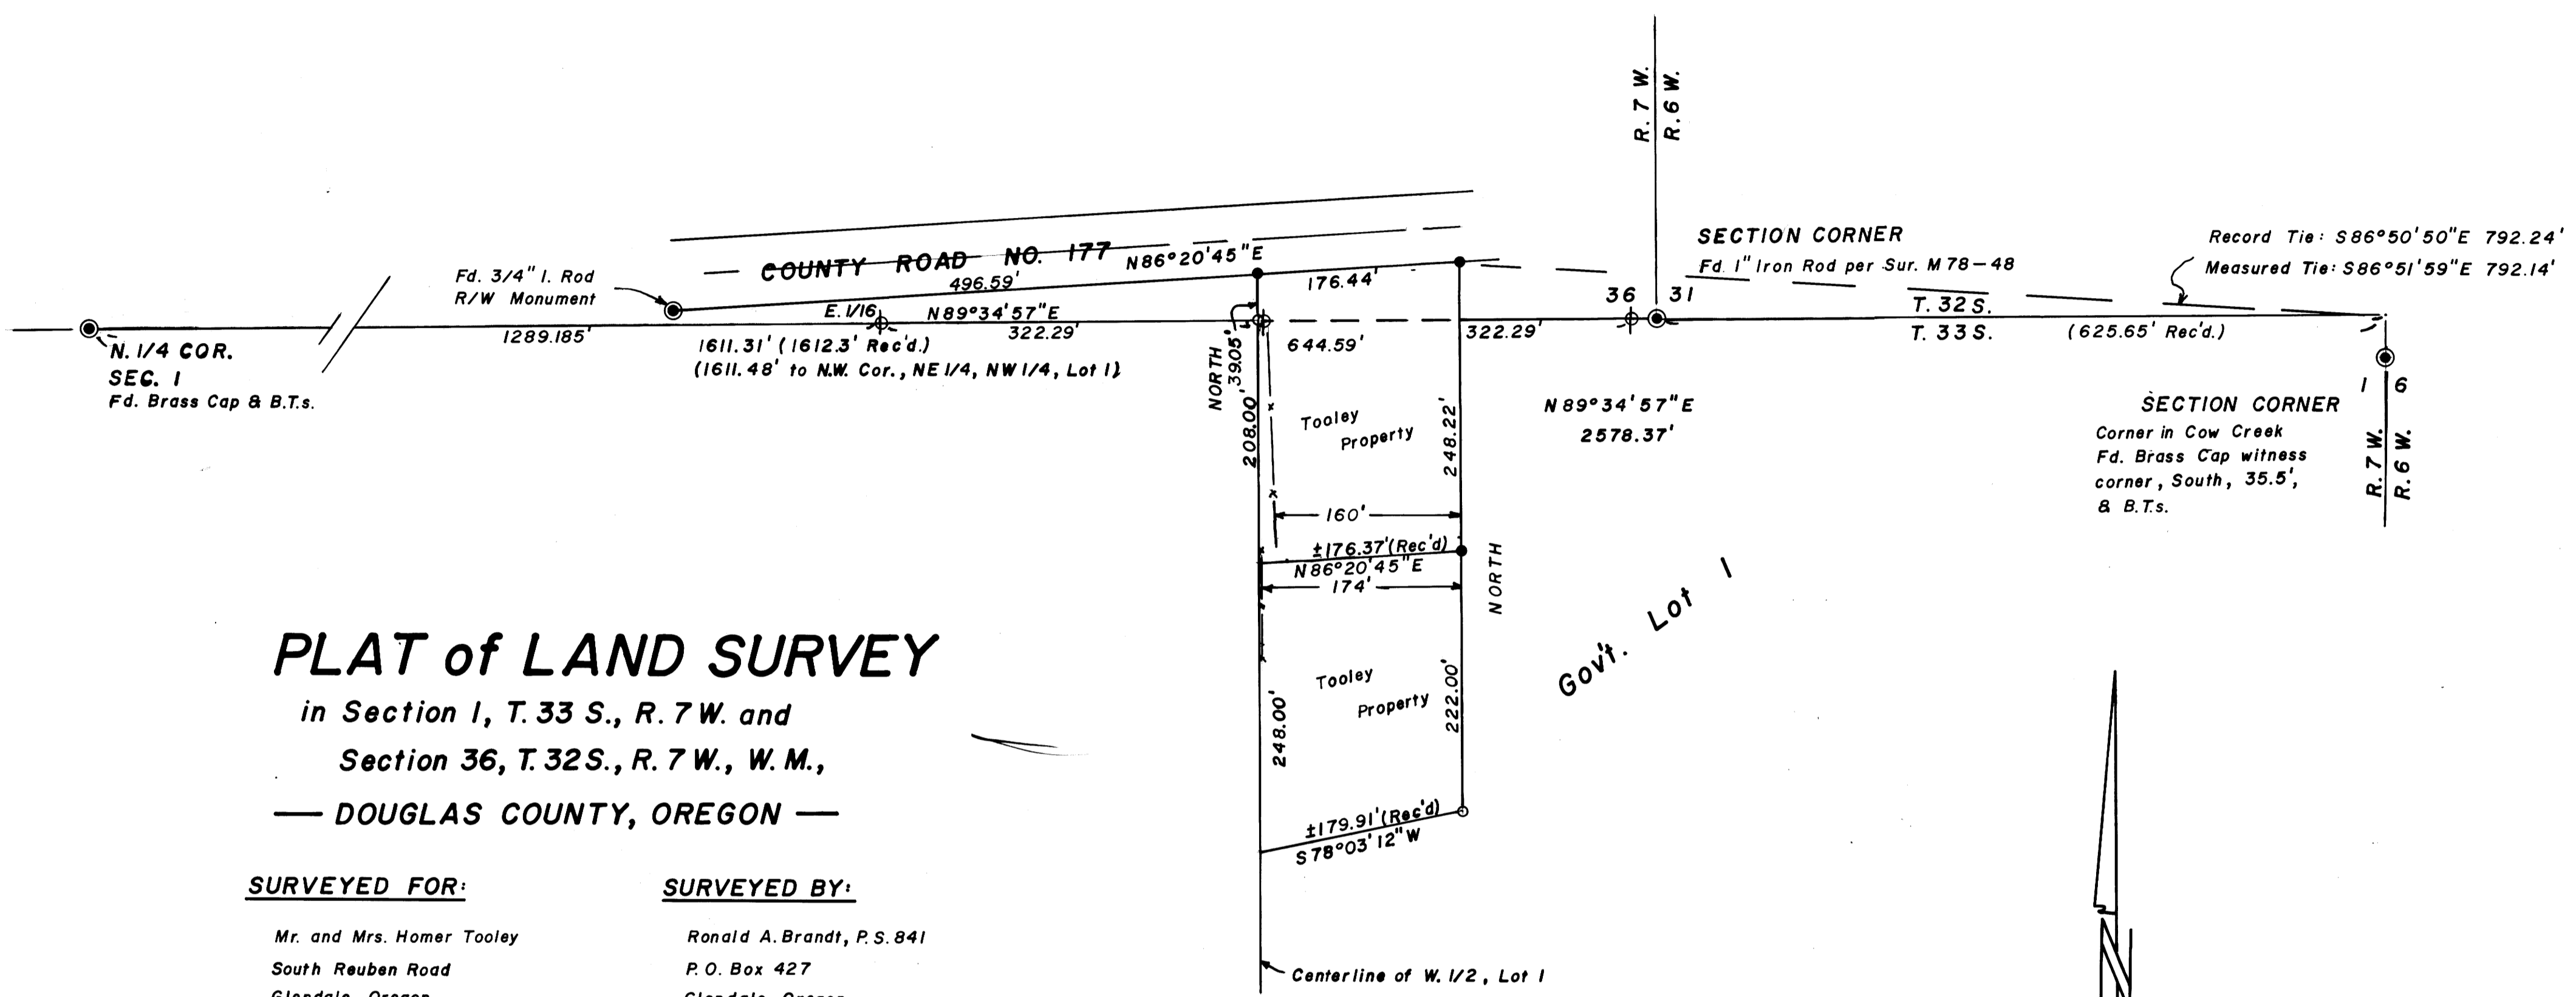 R. 7 W.
R. 6 W.
COUNTY ROAD NO. 177
N86°20'45"E
496.59'
176.44'
Fd. 3/4" I. Rod
R/W Monument
SECTION CORNER
Fd. 1" Iron Rod per Sur. M78-48
Record Tie: S86°50'50"E 792.24'
Measured Tie: S86°51'59"E 792.14'
36 31
T. 32 S.
T. 33 S.
(625.65' Rec'd.)
E. 1/16
N89°34'57"E
1289.185'
322.29'
644.59'
322.29'
1611.31' (1612.3' Rec'd.)
(1611.48' to N.W. Cor., NE 1/4, NW 1/4, Lot 1)
N. 1/4 COR.
SEC. 1
Fd. Brass Cap & B.T.s.
NORTH
39.05'
208.00'
Tooley
Property
248.22'
N89°34'57"E
2578.37'
1 6
SECTION CORNER
Corner in Cow Creek
Fd. Brass Cap witness
corner, South, 35.5',
& B.T.s.
R. 7 W.
R. 6 W.
160'
±176.37'(Rec'd)
N86°20'45"E
174'
NORTH
Gov't. Lot 1
Tooley
Property
248.00'
222.00'
±179.91'(Rec'd)
S78°03'12"W
Centerline of W. 1/2, Lot 1
PLAT of LAND SURVEY
in Section 1, T. 33 S., R. 7 W. and
Section 36, T. 32 S., R. 7 W., W. M.,
— DOUGLAS COUNTY, OREGON —
SURVEYED FOR:
Mr. and Mrs. Homer Tooley
South Reuben Road
Glendale, Oregon
SURVEYED BY:
Ronald A. Brandt, P.S. 841
P.O. Box 427
Glendale, Oregon